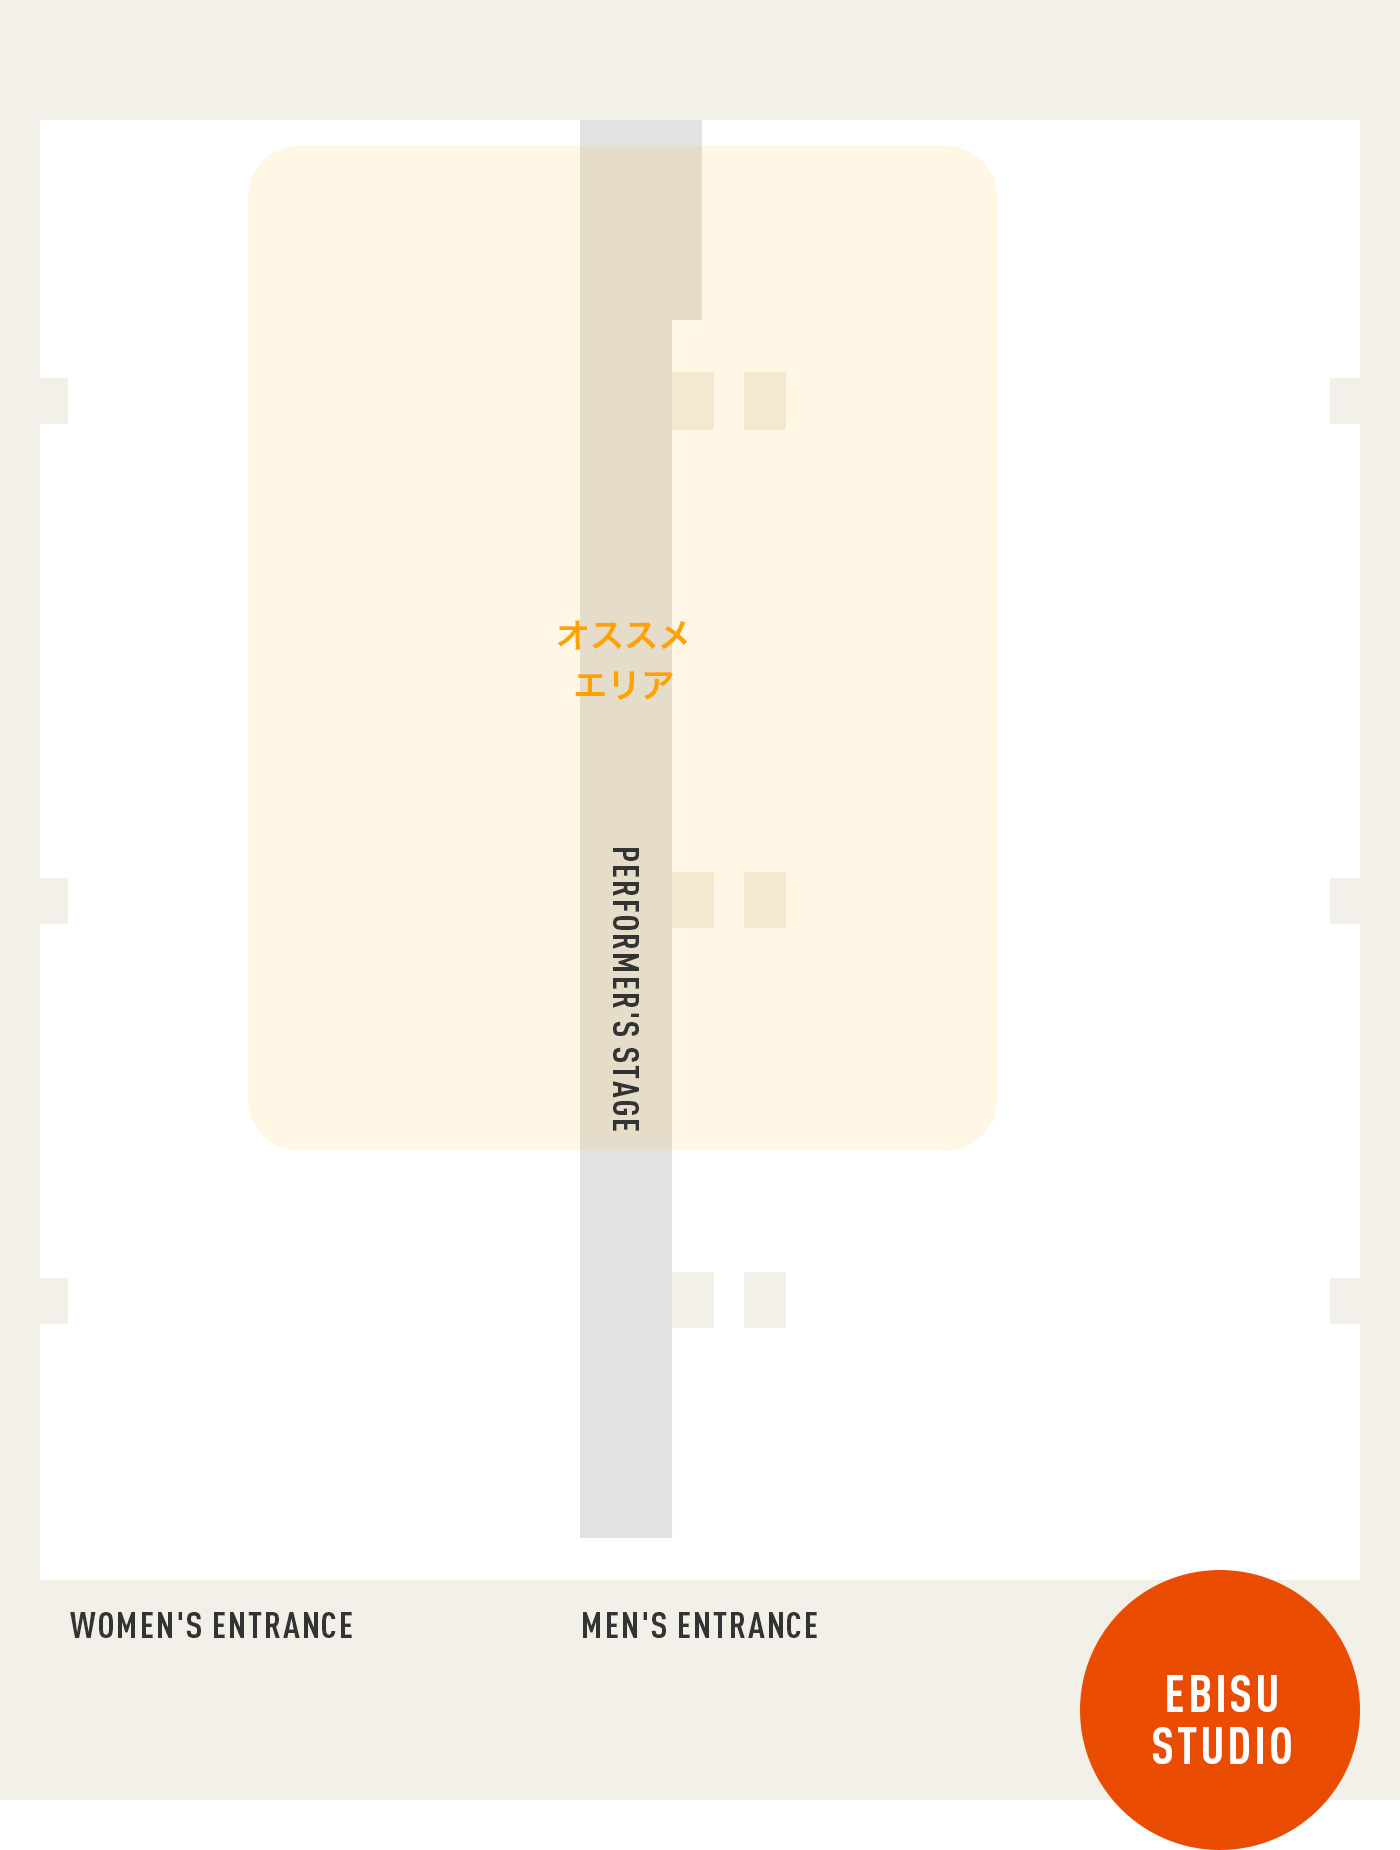 オススメ
エリア
PERFORMER'S STAGE
WOMEN'S ENTRANCE
MEN'S ENTRANCE
EBISU
STUDIO